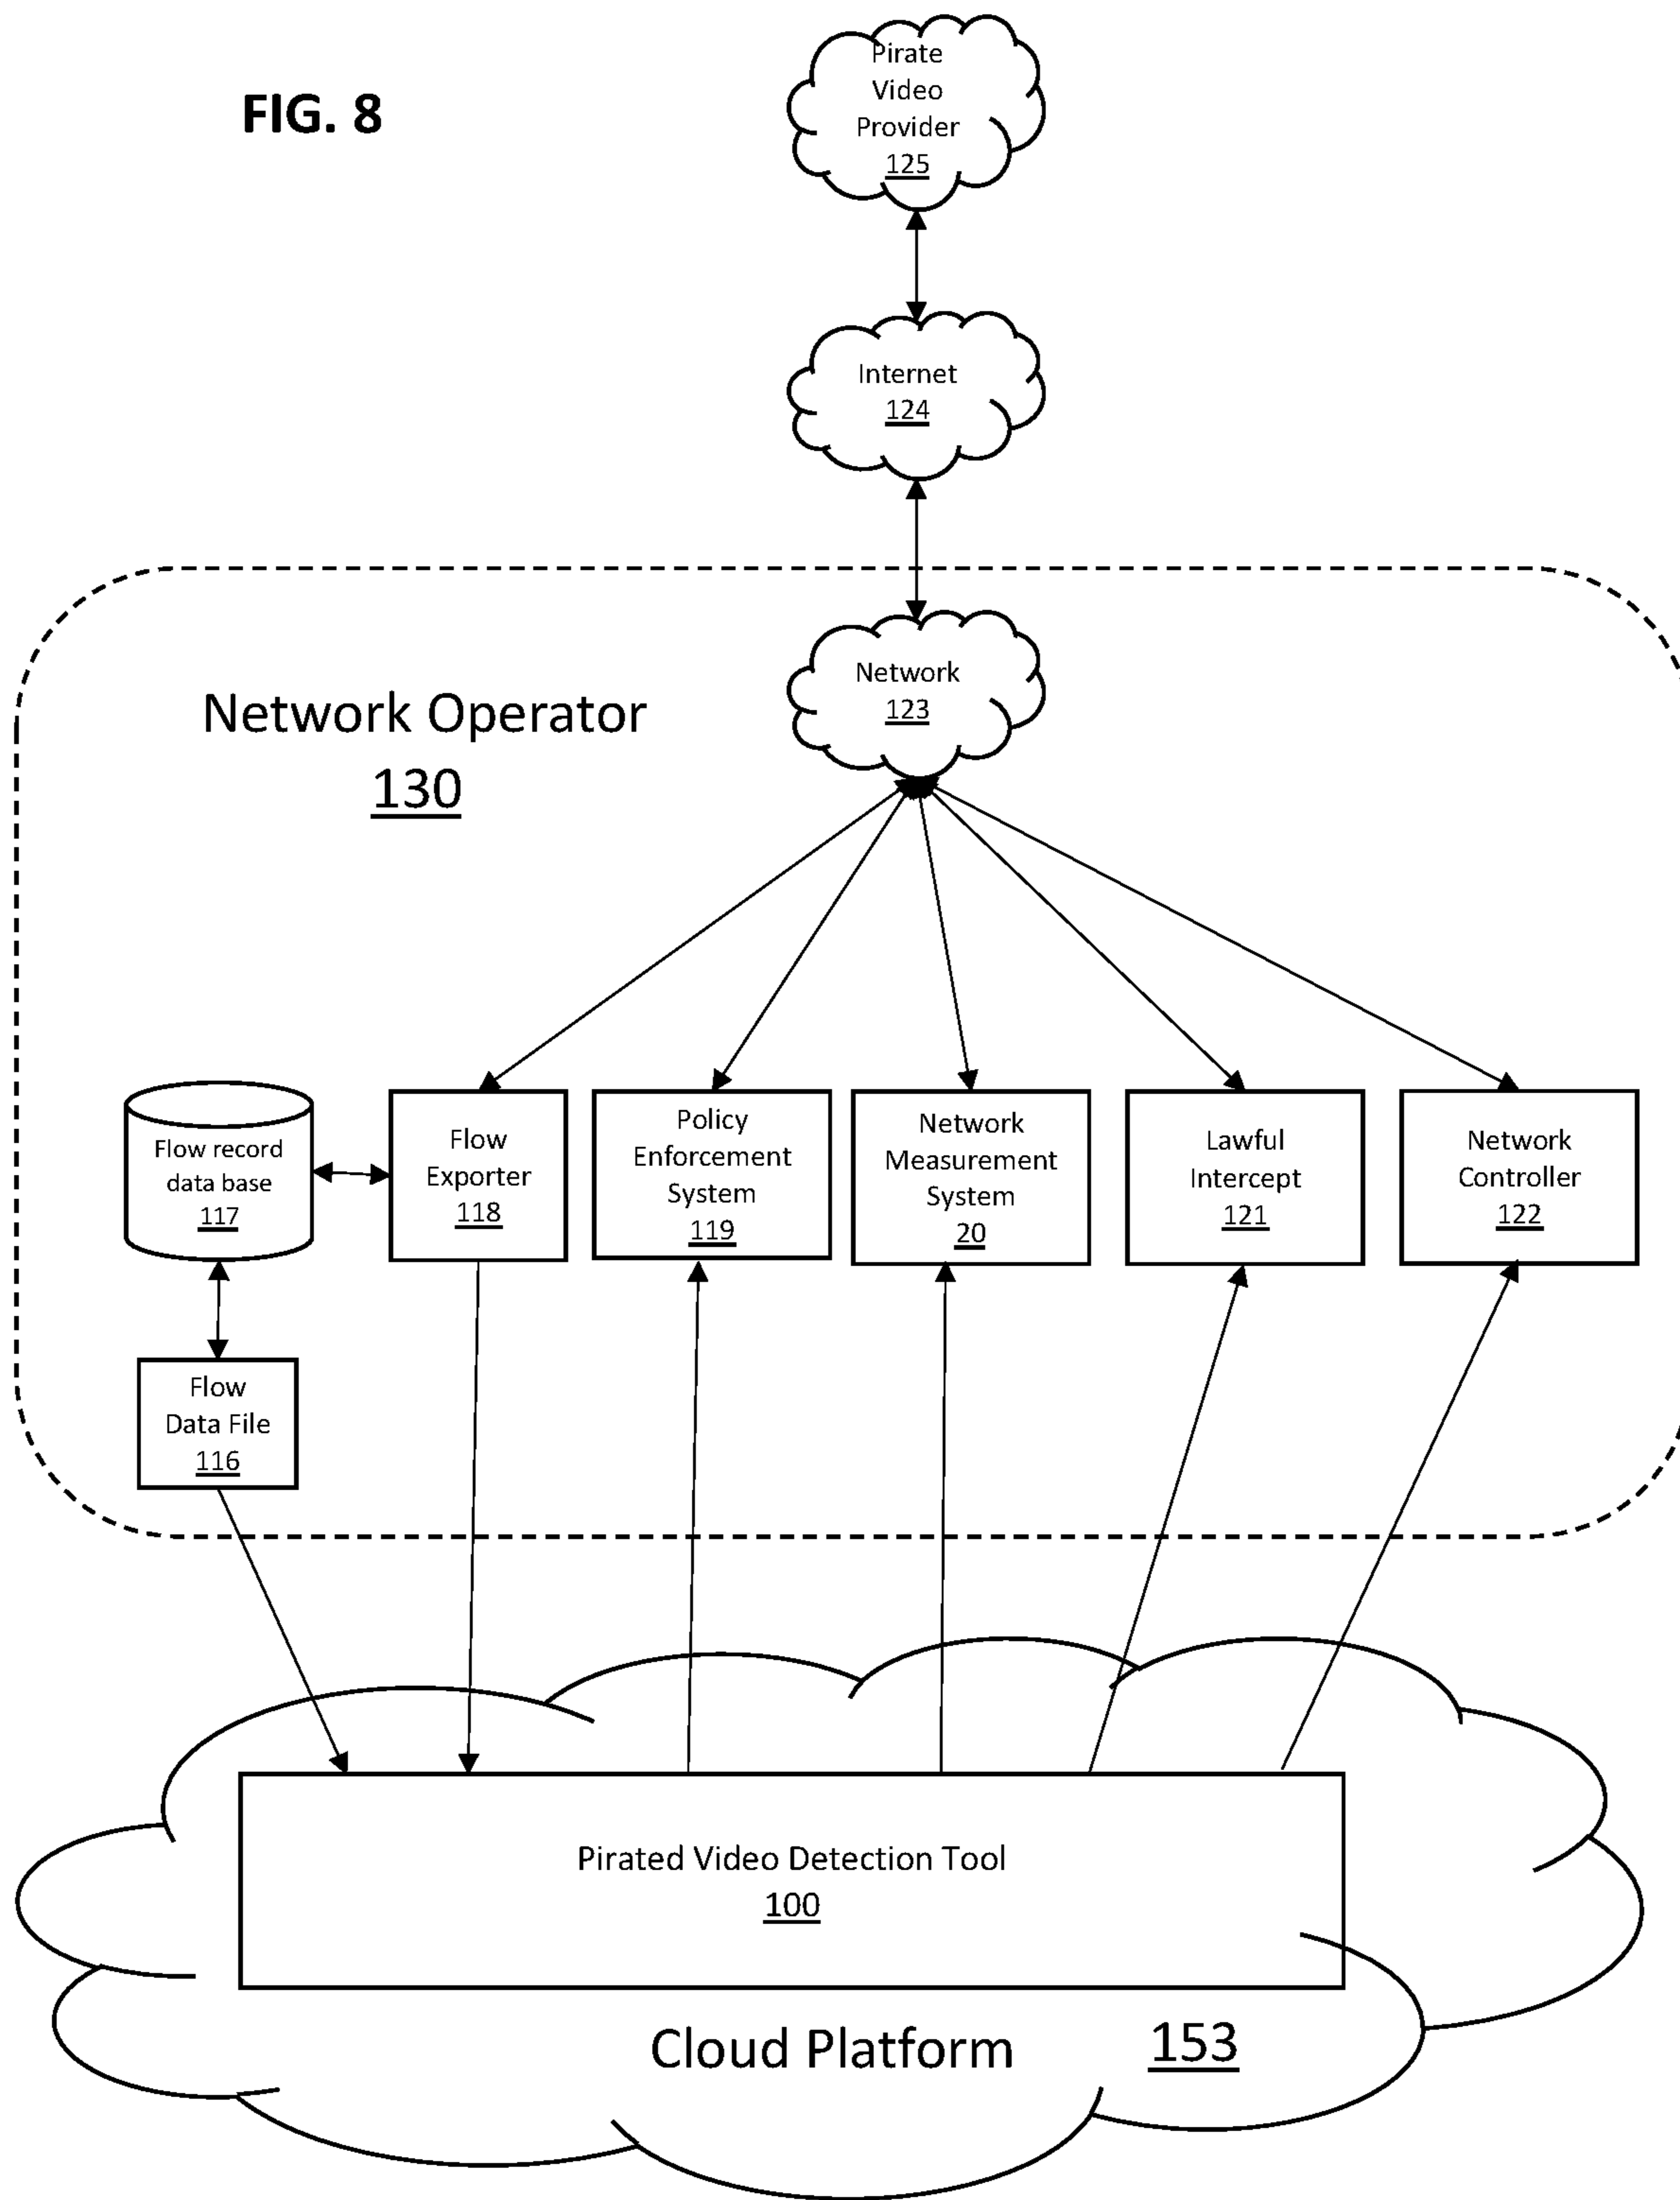 FIG. 8
Pirate
Video
Provider
125
Internet
124
Network
123
Network Operator
130
Flow record
data base
117
Flow
Exporter
118
Policy
Enforcement
System
119
Network
Measurement
System
20
Lawful
Intercept
121
Network
Controller
122
Flow
Data File
116
Pirated Video Detection Tool
100
Cloud Platform 153